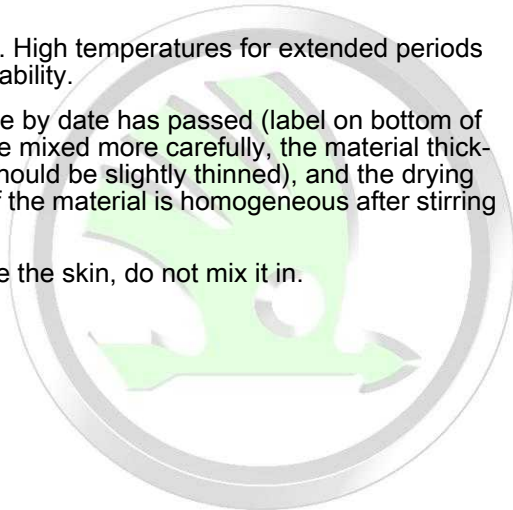 . High temperatures for extended periods
ability.
e by date has passed (label on bottom of
e mixed more carefully, the material thick-
hould be slightly thinned), and the drying
f the material is homogeneous after stirring
e the skin, do not mix it in.